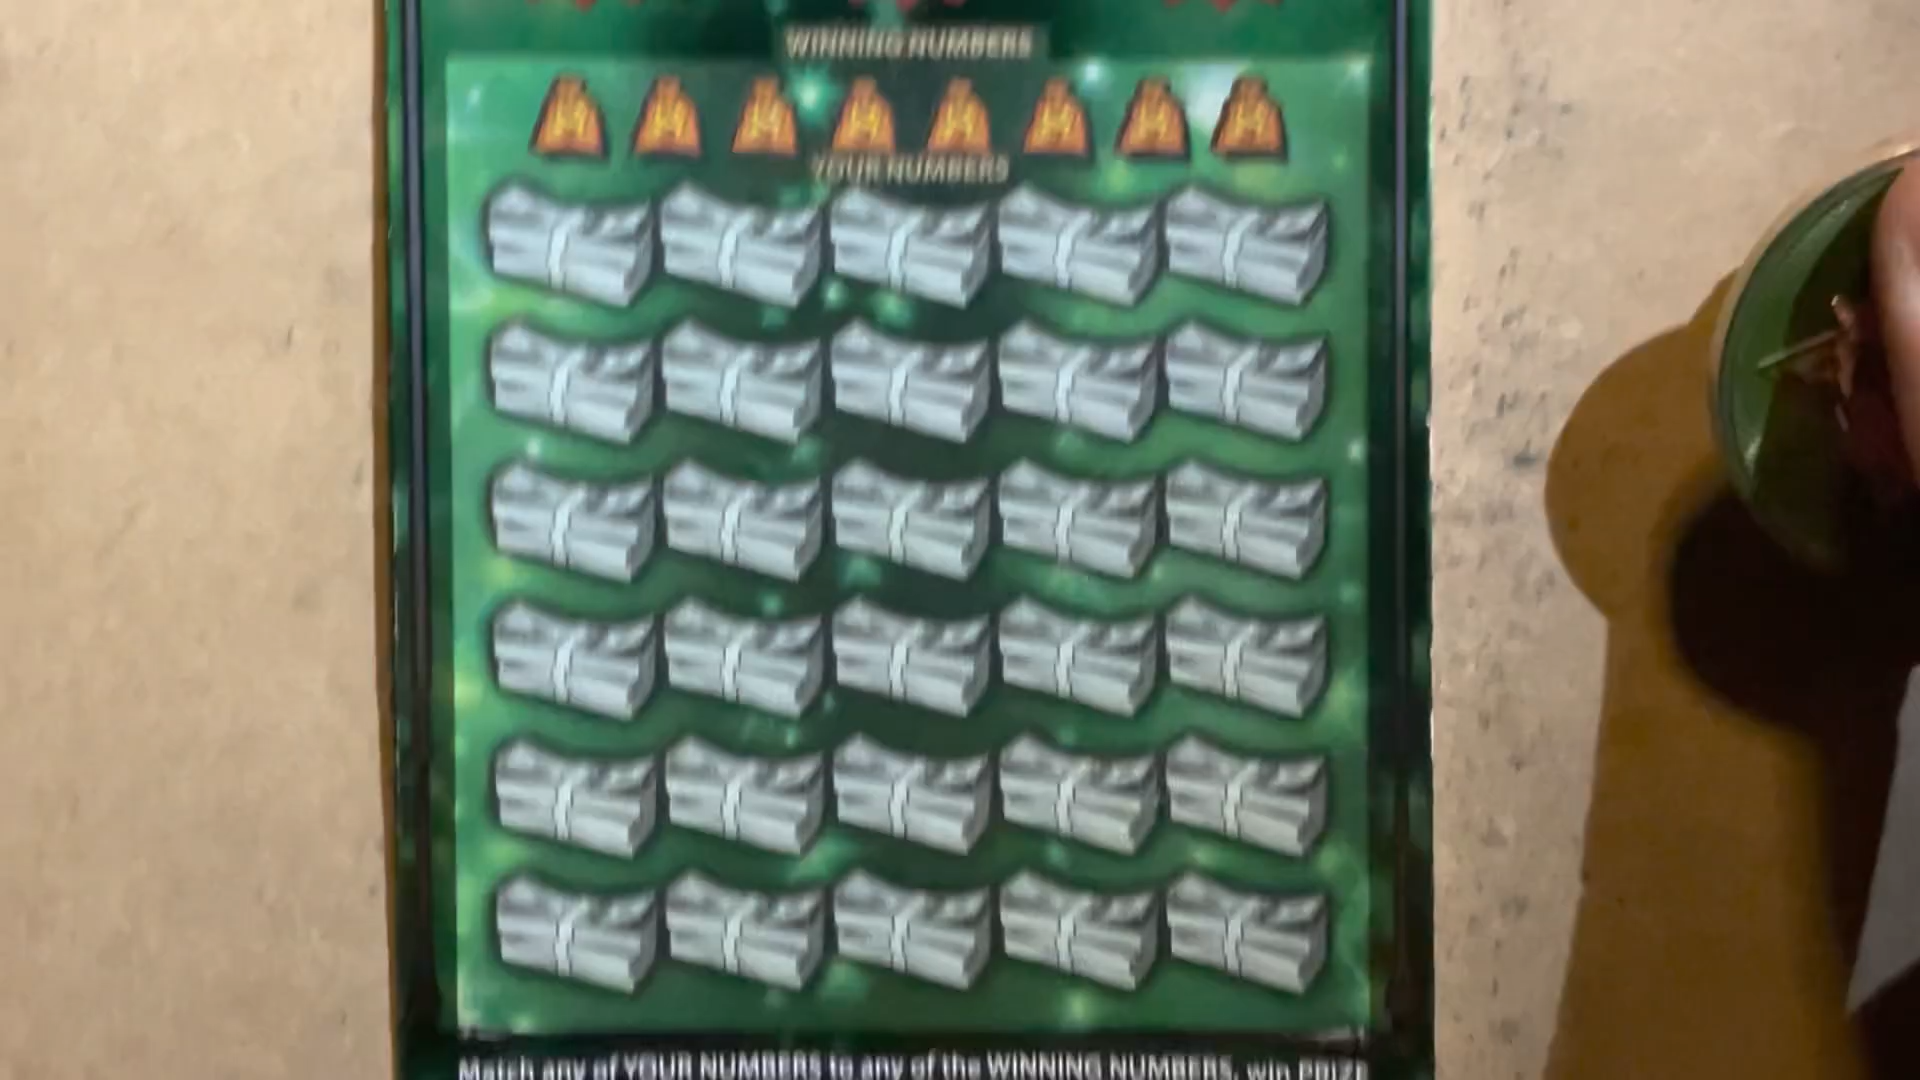 WINNING NUMBERS
YOUR NUMBERS
Match any of YOUR NUMBERS to any of the WINNING NUMBERS, win PRIZE